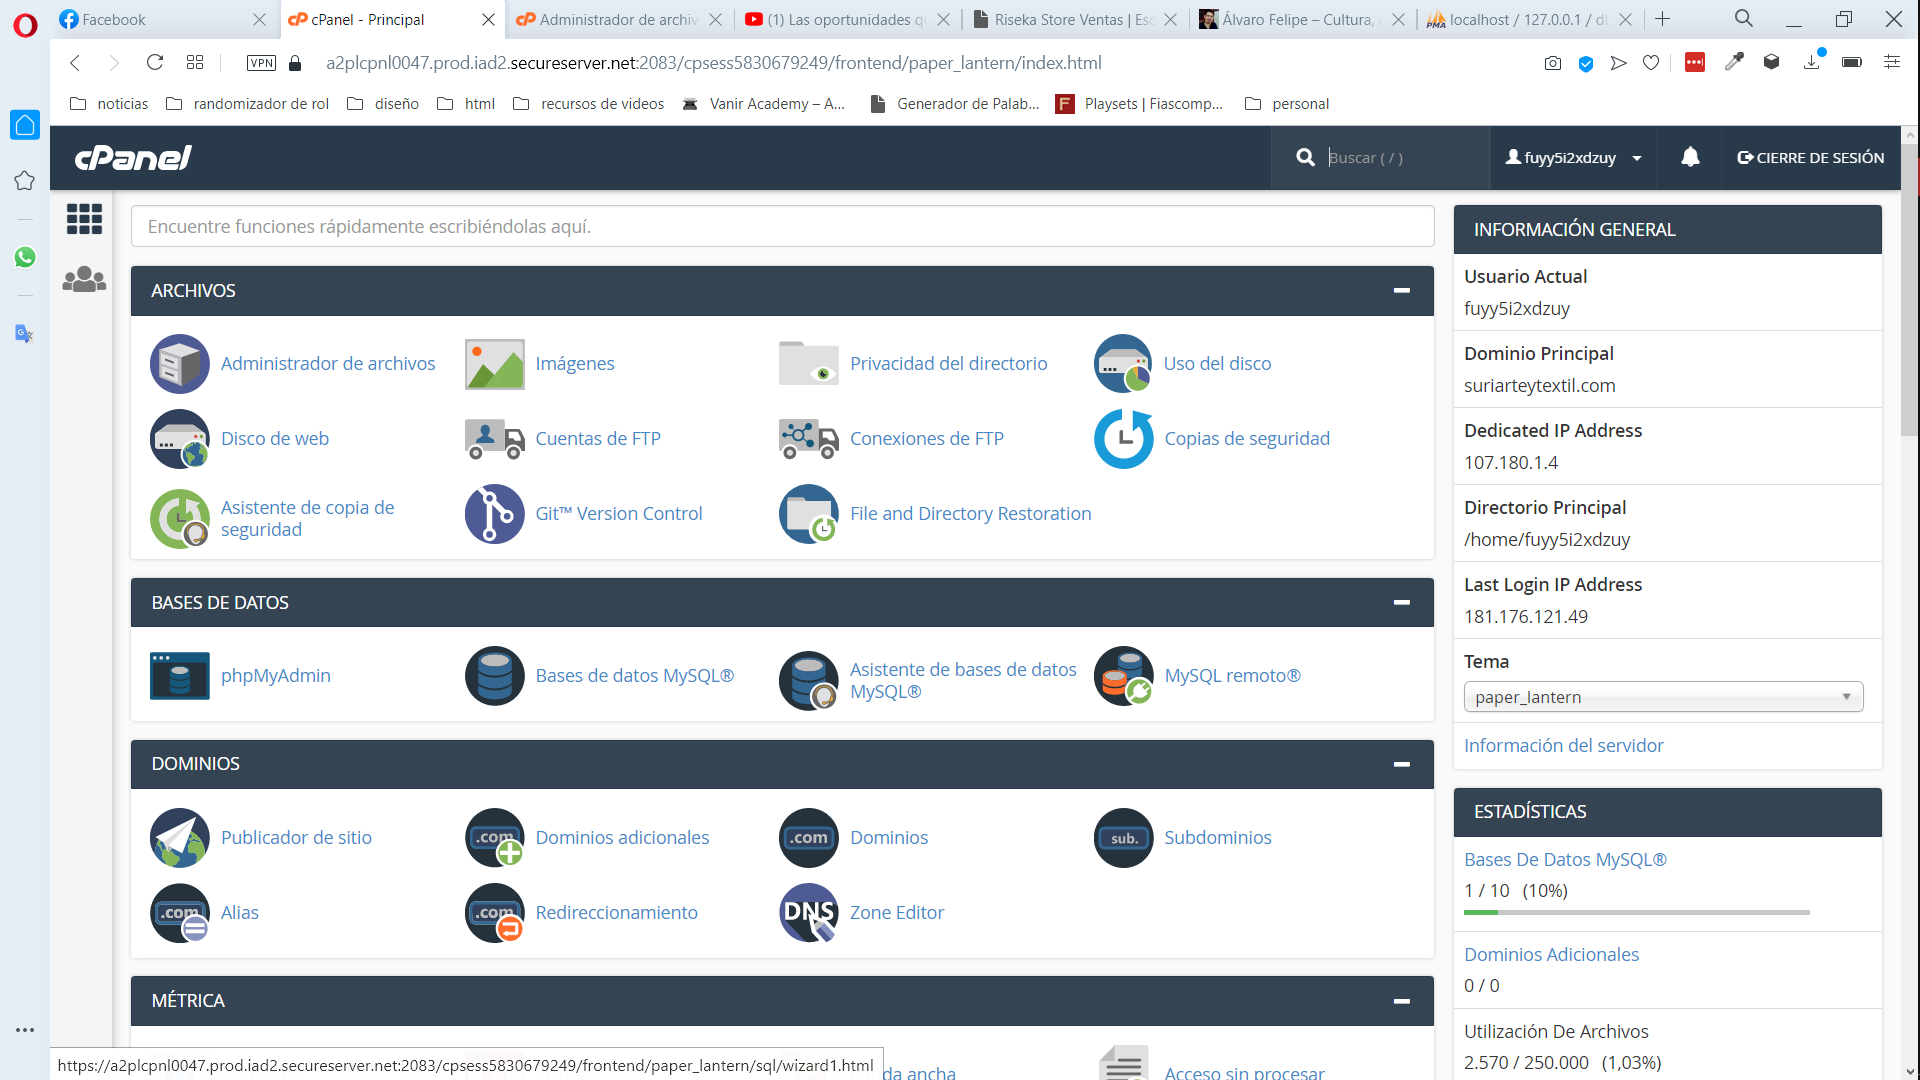 Facebook
cPanel - Principal
Administrador de archiv
(1) Las oportunidades q
Riseka Store Ventas | Esc
Álvaro Felipe – Cultura,
localhost / 127.0.0.1 / d
VPN
a2plcpnl0047.prod.iad2.secureserver.net:2083/cpsess5830679249/frontend/paper_lantern/index.html
noticias
randomizador de rol
diseño
html
recursos de videos
Vanir Academy – A...
Generador de Palab...
Playsets | Fiascomp...
personal
cPanel
Buscar ( / )
fuyy5i2xdzuy
CIERRE DE SESIÓN
Encuentre funciones rápidamente escribiéndolas aquí.
ARCHIVOS
Administrador de archivos
Imágenes
Privacidad del directorio
Uso del disco
Disco de web
Cuentas de FTP
Conexiones de FTP
Copias de seguridad
Asistente de copia de
seguridad
Git™ Version Control
File and Directory Restoration
BASES DE DATOS
phpMyAdmin
Bases de datos MySQL®
Asistente de bases de datos
MySQL®
MySQL remoto®
DOMINIOS
Publicador de sitio
.com
Dominios adicionales
.com
Dominios
sub.
Subdominios
.com
Alias
.com
Redireccionamiento
DNS
Zone Editor
MÉTRICA
da ancha
Acceso sin procesar
https://a2plcpnl0047.prod.iad2.secureserver.net:2083/cpsess5830679249/frontend/paper_lantern/sql/wizard1.html
INFORMACIÓN GENERAL
Usuario Actual
fuyy5i2xdzuy
Dominio Principal
suriarteytextil.com
Dedicated IP Address
107.180.1.4
Directorio Principal
/home/fuyy5i2xdzuy
Last Login IP Address
181.176.121.49
Tema
paper_lantern
Información del servidor
ESTADÍSTICAS
Bases De Datos MySQL®
1 / 10 (10%)
Dominios Adicionales
0 / 0
Utilización De Archivos
2.570 / 250.000 (1,03%)